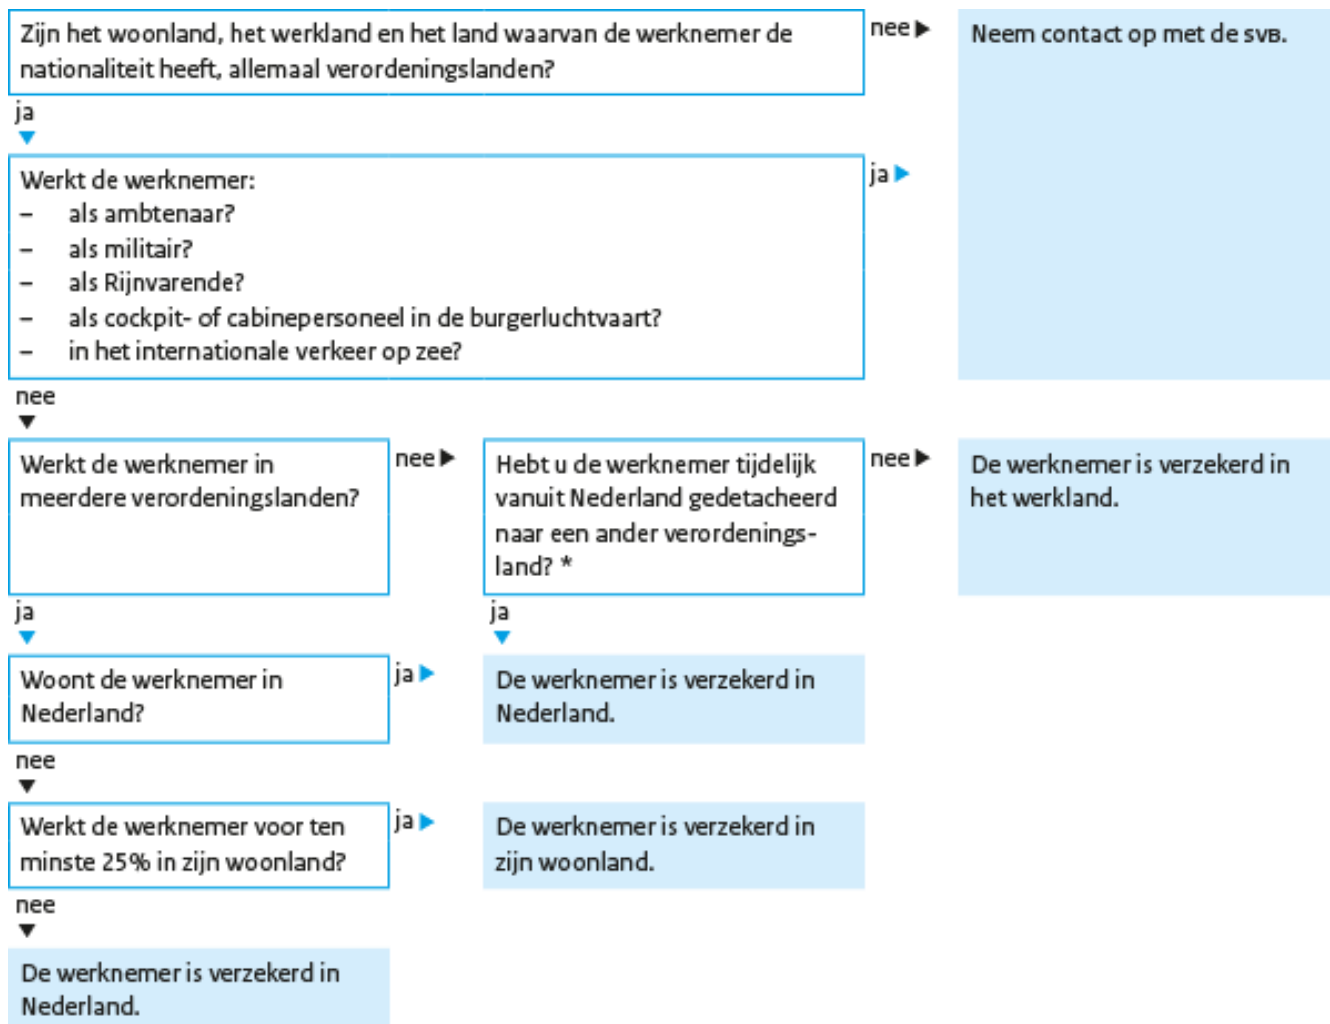 Zijn het woonland, het werkland en het land waarvan de werknemer de
nationaliteit heeft, allemaal verordeningslanden?
nee
Neem contact op met de SVB.
ja
Werkt de werknemer:
– als ambtenaar?
– als militair?
– als Rijnvarende?
– als cockpit- of cabinepersoneel in de burgerluchtvaart?
– in het internationale verkeer op zee?
ja
nee
Werkt de werknemer in
meerdere verordeningslanden?
nee
Hebt u de werknemer tijdelijk
vanuit Nederland gedetacheerd
naar een ander verordenings-
land? *
nee
De werknemer is verzekerd in
het werkland.
ja
ja
Woont de werknemer in
Nederland?
ja
De werknemer is verzekerd in
Nederland.
nee
Werkt de werknemer voor ten
minste 25% in zijn woonland?
ja
De werknemer is verzekerd in
zijn woonland.
nee
De werknemer is verzekerd in
Nederland.